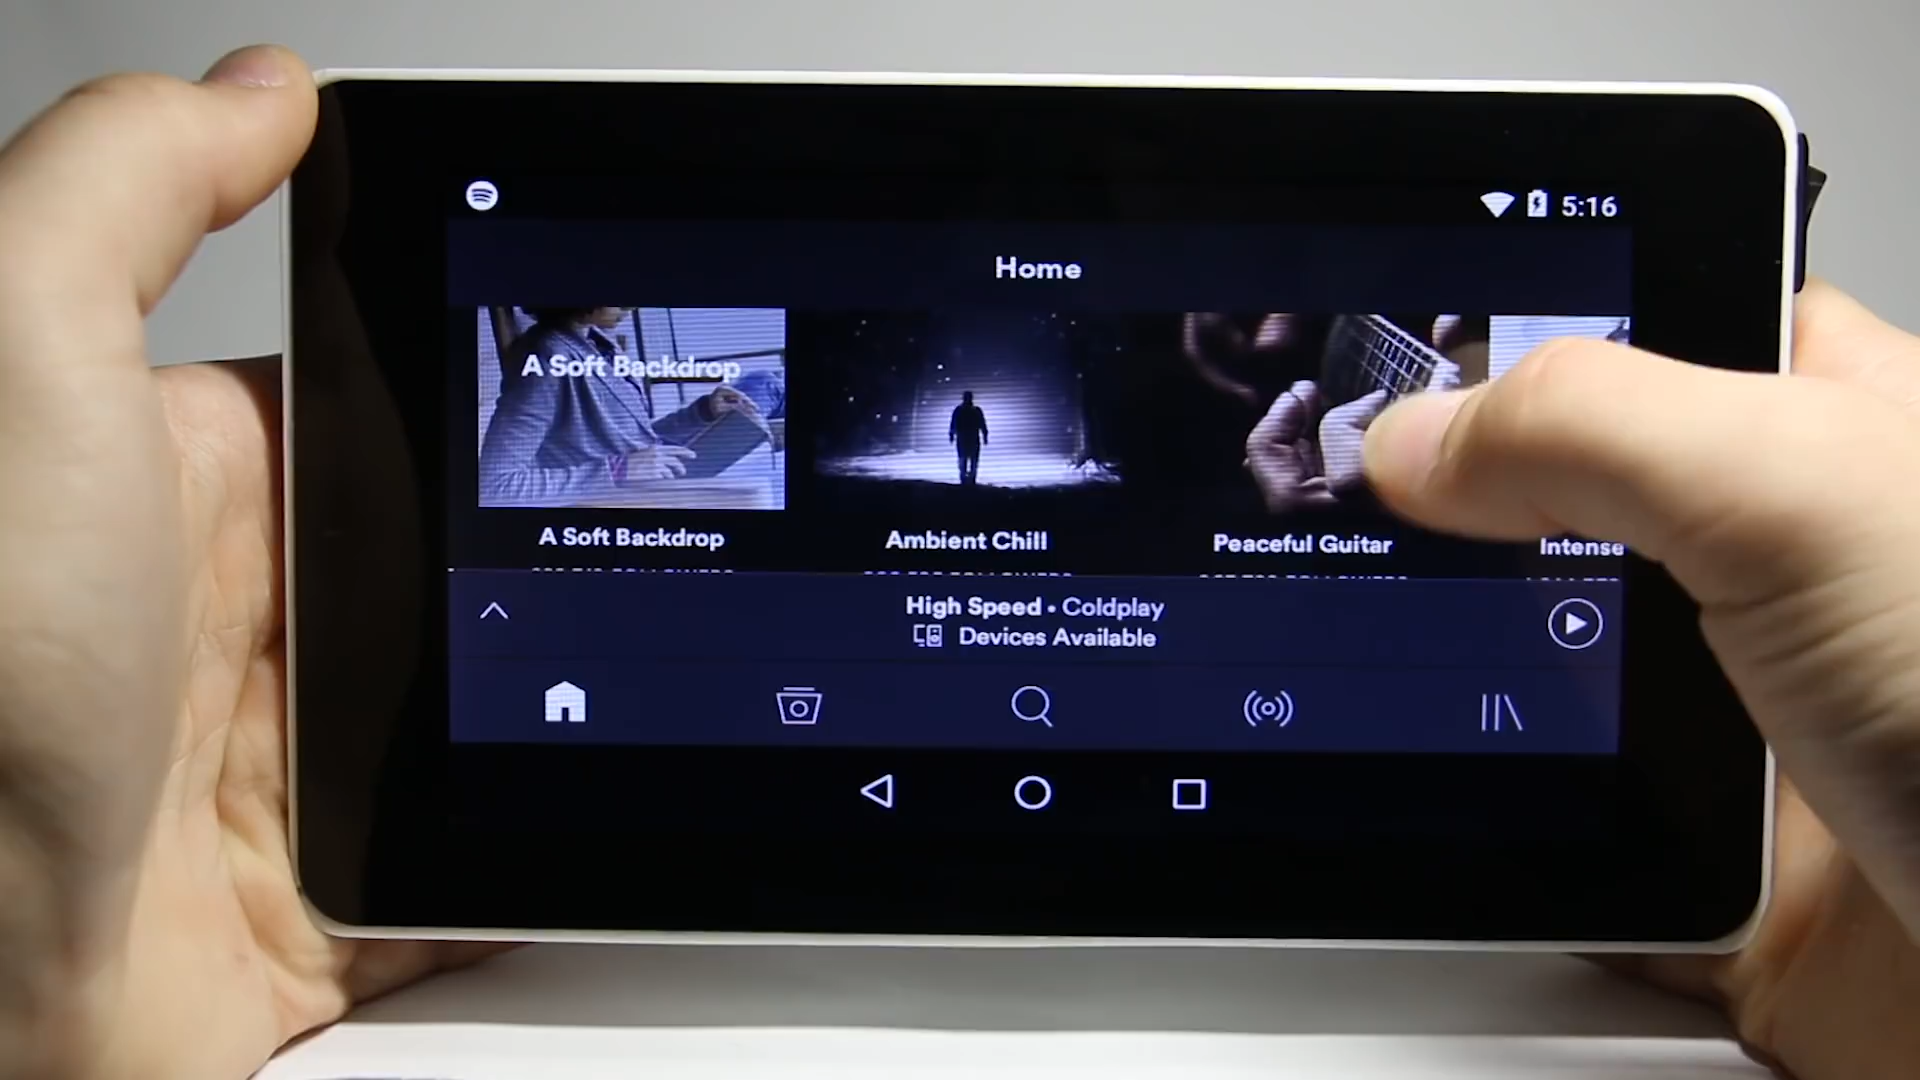 5:16
Home
A Soft Backdrop
A Soft Backdrop
Ambient Chill
Peaceful Guitar
Intense
High Speed • Coldplay
Devices Available